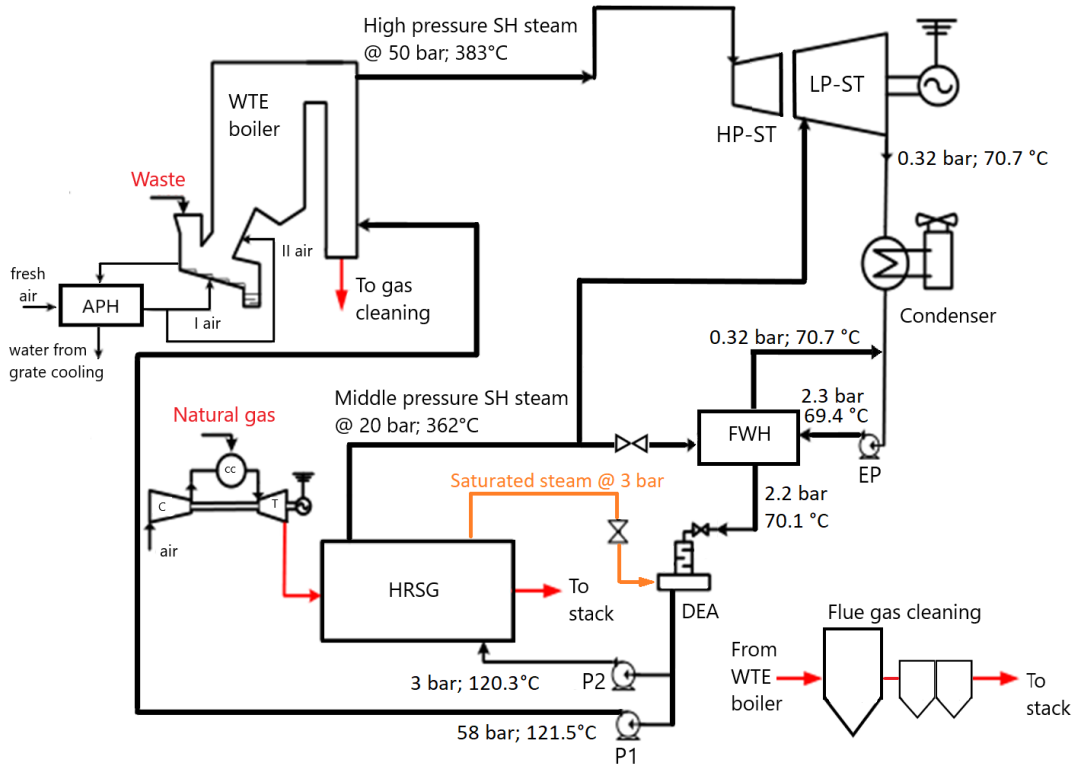 High pressure SH steam
@ 50 bar; 383°C
WTE
boiler
LP-ST
HP-ST
0.32 bar; 70.7 °C
Waste
II air
fresh
air
APH
I air
To gas
cleaning
water from
grate cooling
Condenser
0.32 bar; 70.7 °C
Middle pressure SH steam
@ 20 bar; 362°C
2.3 bar
69.4 °C
Natural gas
FWH
EP
cc
C
T
Saturated steam @ 3 bar
2.2 bar
70.1 °C
air
HRSG
To
stack
DEA
Flue gas cleaning
From
WTE
boiler
To
stack
P2
3 bar; 120.3°C
58 bar; 121.5°C
P1